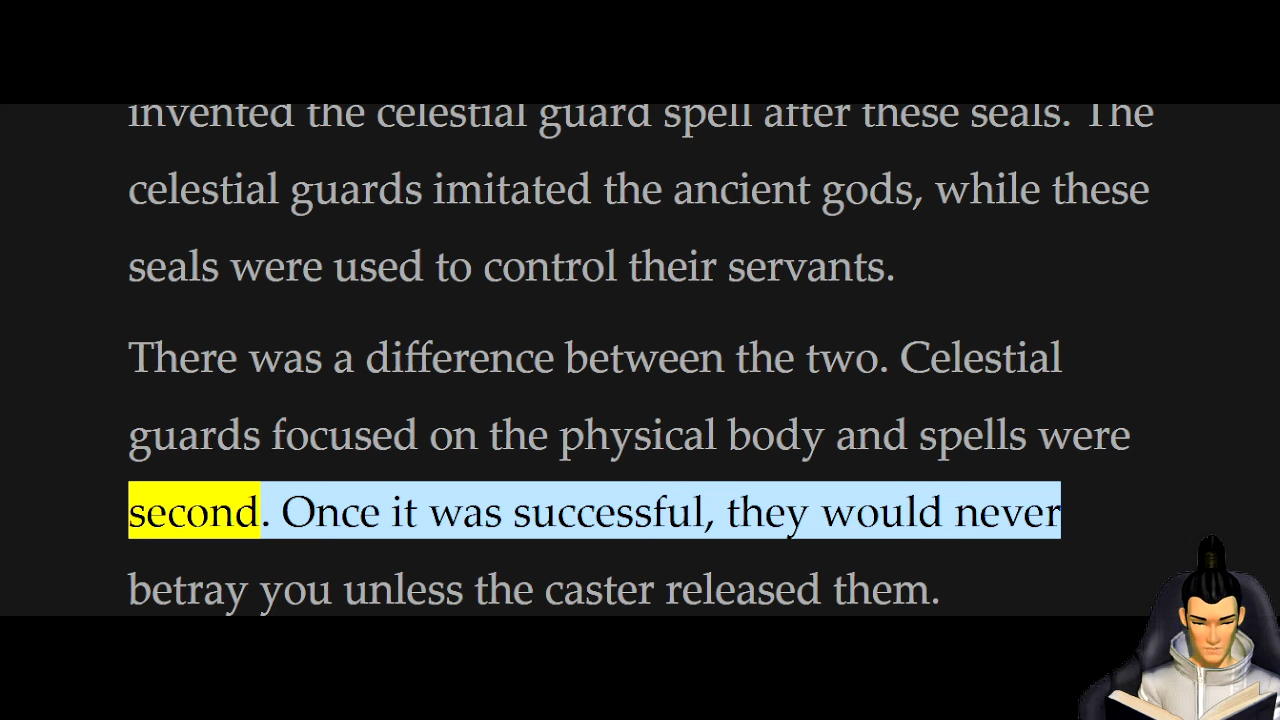 invented the celestial guard spell after these seals. The
celestial guards imitated the ancient gods, while these
seals were used to control their servants.
There was a difference between the two. Celestial
guards focused on the physical body and spells were
second. Once it was successful, they would never
betray you unless the caster released them.